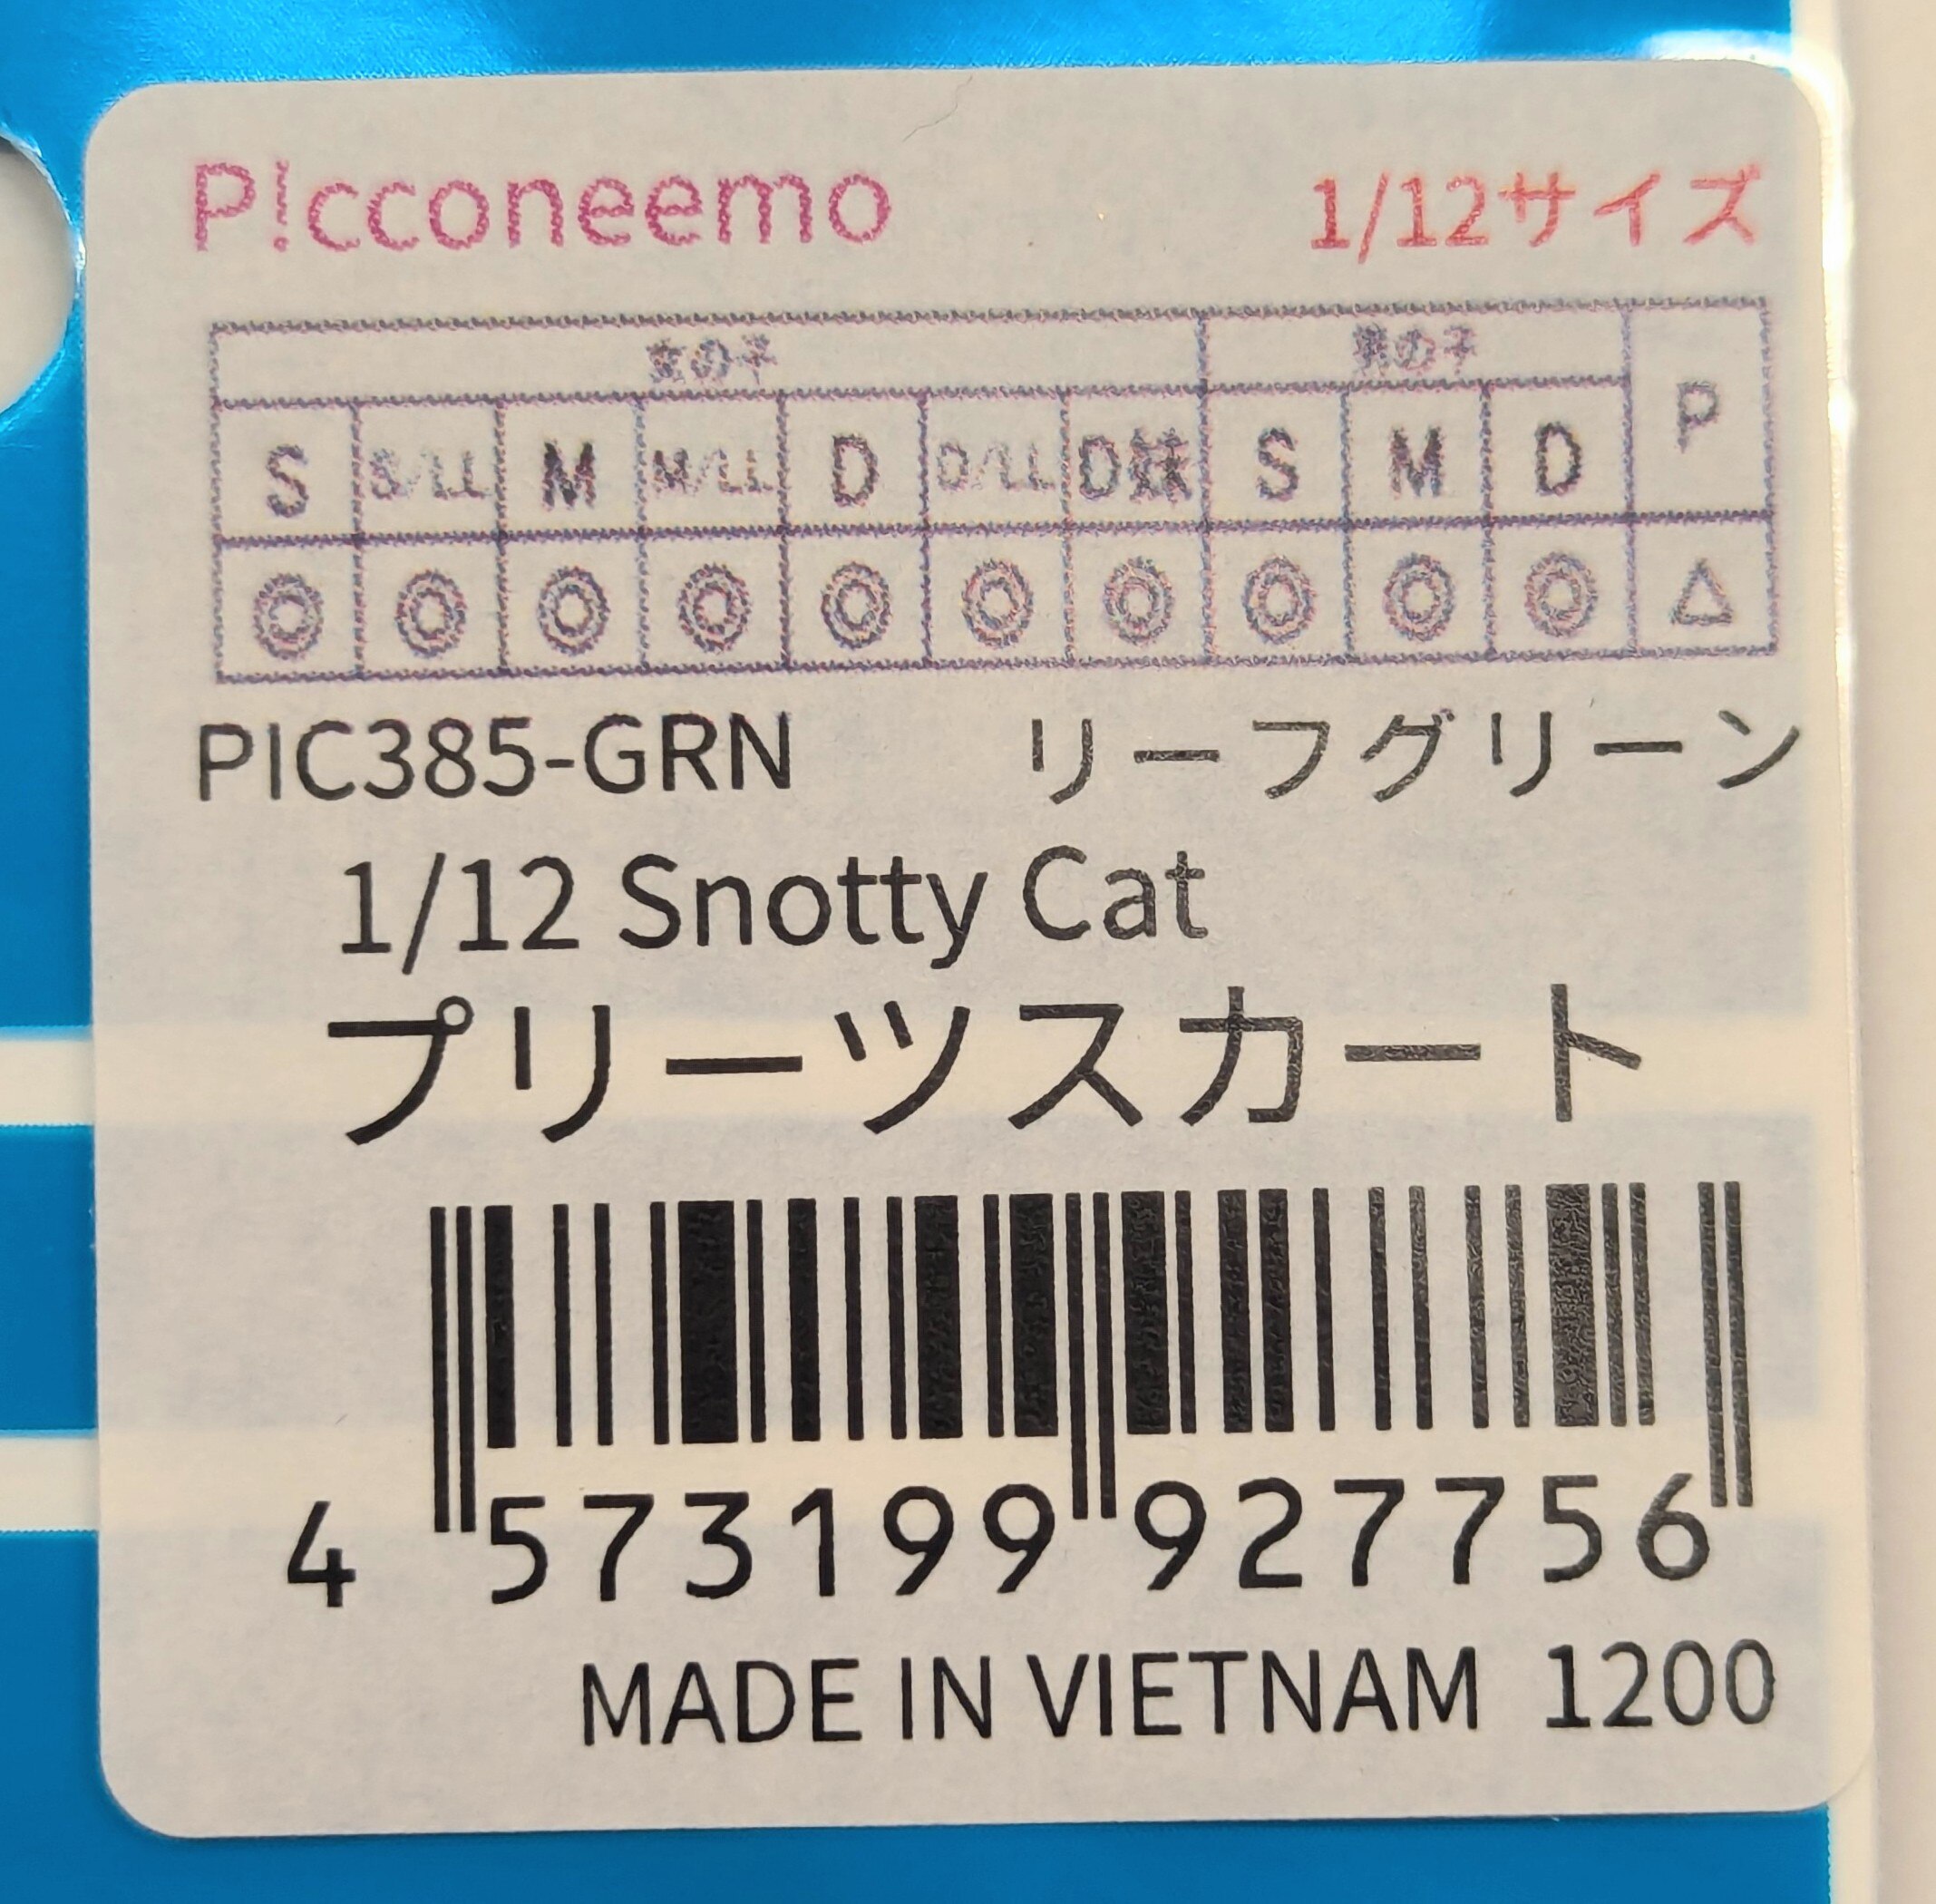 P!cconeemo 1/12サイズ
女の子 男の子 P
S S/LL M M/LL D D/LL D妹 S M D
◎ ◎ ◎ ◎ ◎ ◎ ◎ ◎ ◎ ◎ △
PIC385-GRN リーフグリーン
1/12 Snotty Cat
プリーツスカート
4 573199 927756
MADE IN VIETNAM 1200